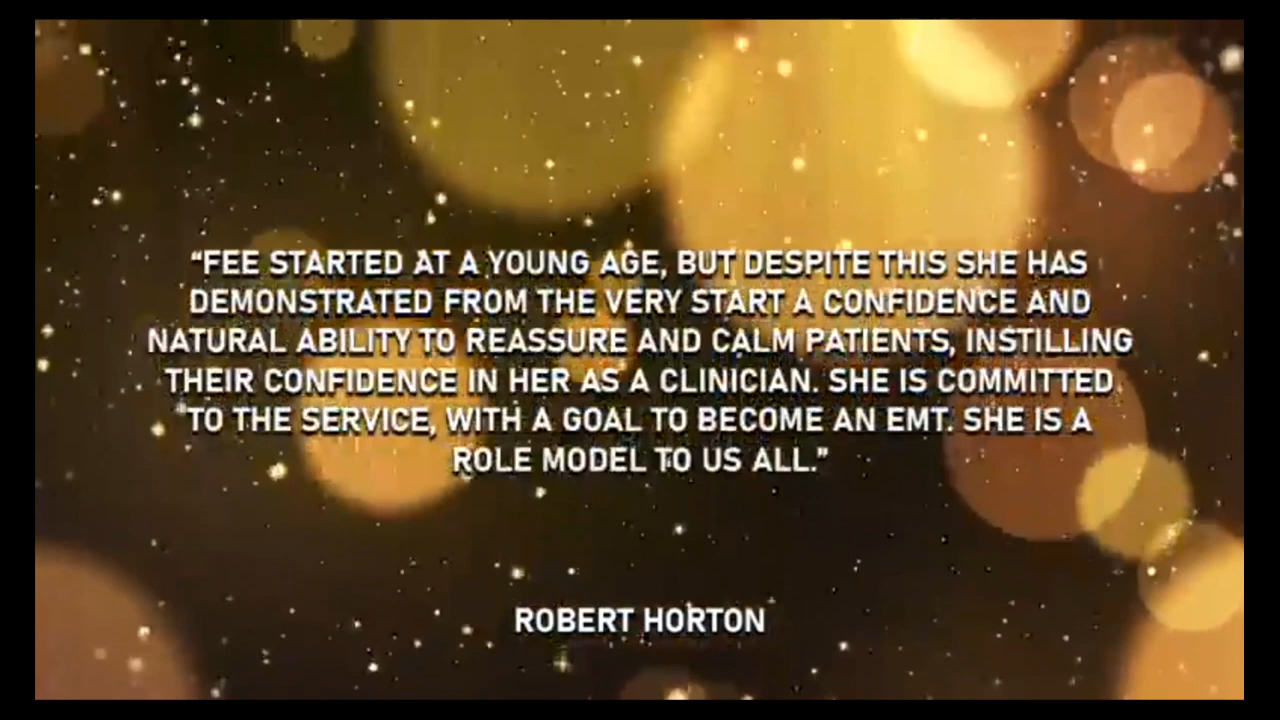 “FEE STARTED AT A YOUNG AGE, BUT DESPITE THIS SHE HAS
DEMONSTRATED FROM THE VERY START A CONFIDENCE AND
NATURAL ABILITY TO REASSURE AND CALM PATIENTS, INSTILLING
THEIR CONFIDENCE IN HER AS A CLINICIAN. SHE IS COMMITTED
TO THE SERVICE, WITH A GOAL TO BECOME AN EMT. SHE IS A
ROLE MODEL TO US ALL.”
ROBERT HORTON